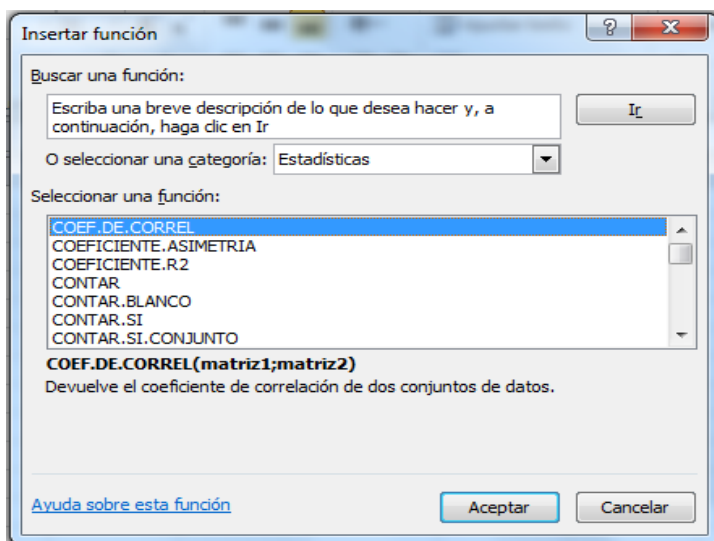 Insertar función
Buscar una función:
Escriba una breve descripción de lo que desea hacer y, a
continuación, haga clic en Ir
Ir
O seleccionar una categoría: Estadísticas
Seleccionar una función:
COEF.DE.CORREL
COEFICIENTE.ASIMETRIA
COEFICIENTE.R2
CONTAR
CONTAR.BLANCO
CONTAR.SI
CONTAR.SI.CONJUNTO
COEF.DE.CORREL(matriz1;matriz2)
Devuelve el coeficiente de correlación de dos conjuntos de datos.
Ayuda sobre esta función
Aceptar
Cancelar